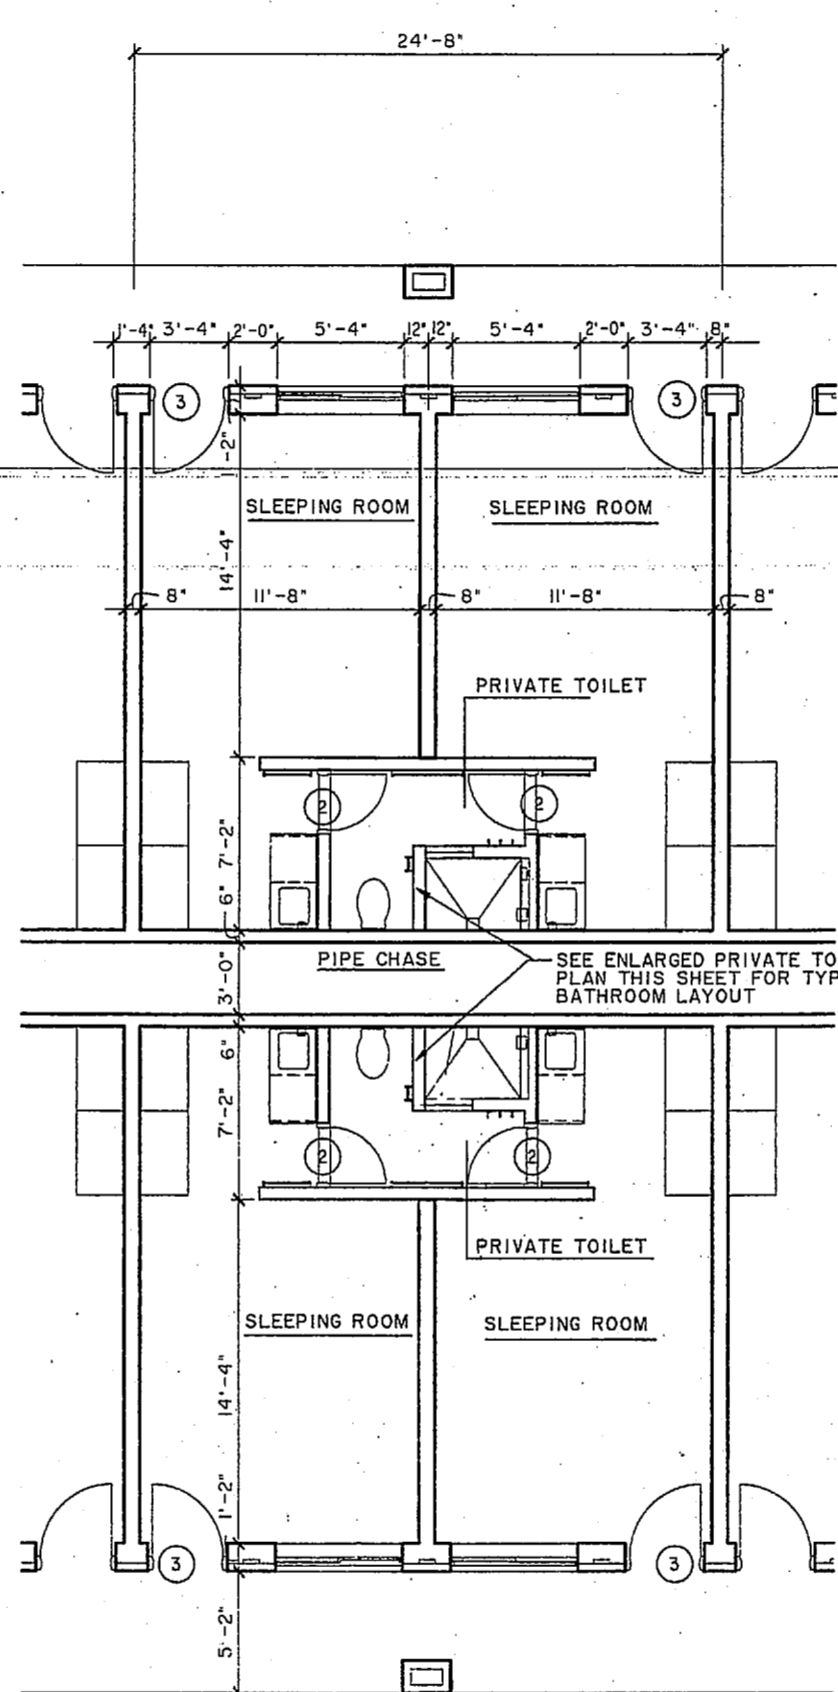 24'-8"
1'-4" 3'-4" 2'-0" 5'-4" 12" 12" 5'-4" 2'-0" 3'-4" 8"
3 3
1'-2"
SLEEPING ROOM SLEEPING ROOM
14'-4"
8" 11'-8" 8" 11'-8" 8"
PRIVATE TOILET
2 2
7'-2"
6"
PIPE CHASE
SEE ENLARGED PRIVATE TO
PLAN THIS SHEET FOR TYP
BATHROOM LAYOUT
3'-0"
6"
7'-2"
2 2
PRIVATE TOILET
SLEEPING ROOM SLEEPING ROOM
14'-4"
1'-2"
3 3
5'-2"